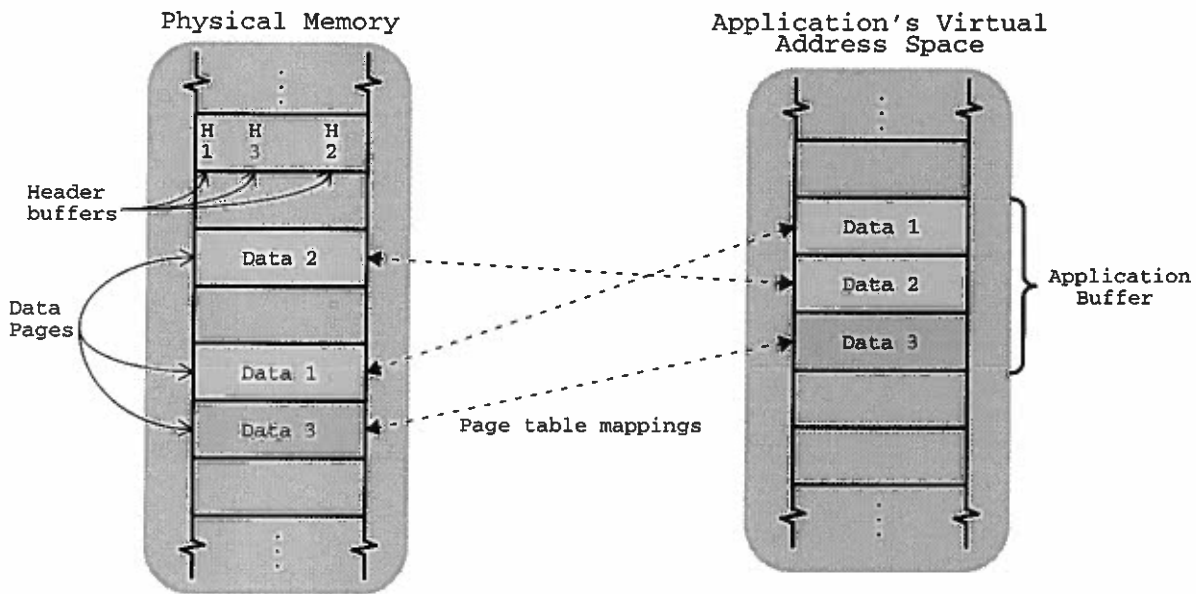 Physical Memory
H H H
1 3 2
Header
buffers
Data 2
Data
Pages
Data 1
Data 3
Page table mappings
Application's Virtual
Address Space
Data 1
Data 2
Data 3
Application
Buffer